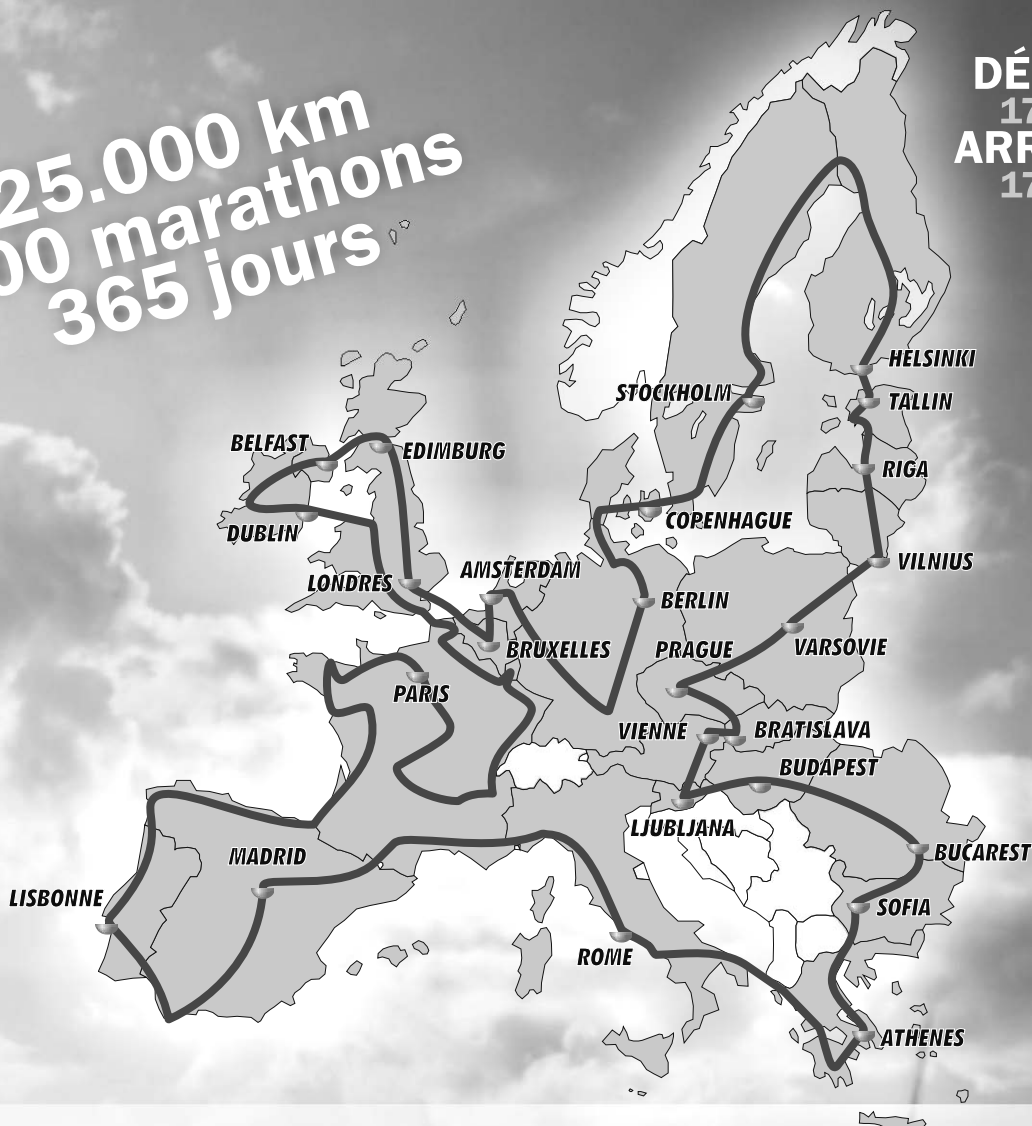 25.000 km
00 marathons
365 jours
DÉ
17
ARR
17
HELSINKI
STOCKHOLM
TALLIN
BELFAST
EDIMBURG
RIGA
COPENHAGUE
DUBLIN
VILNIUS
AMSTERDAM
LONDRES
BERLIN
BRUXELLES
PRAGUE
VARSOVIE
PARIS
VIENNE
BRATISLAVA
BUDAPEST
LJUBLJANA
MADRID
BUCAREST
LISBONNE
SOFIA
ROME
ATHENES